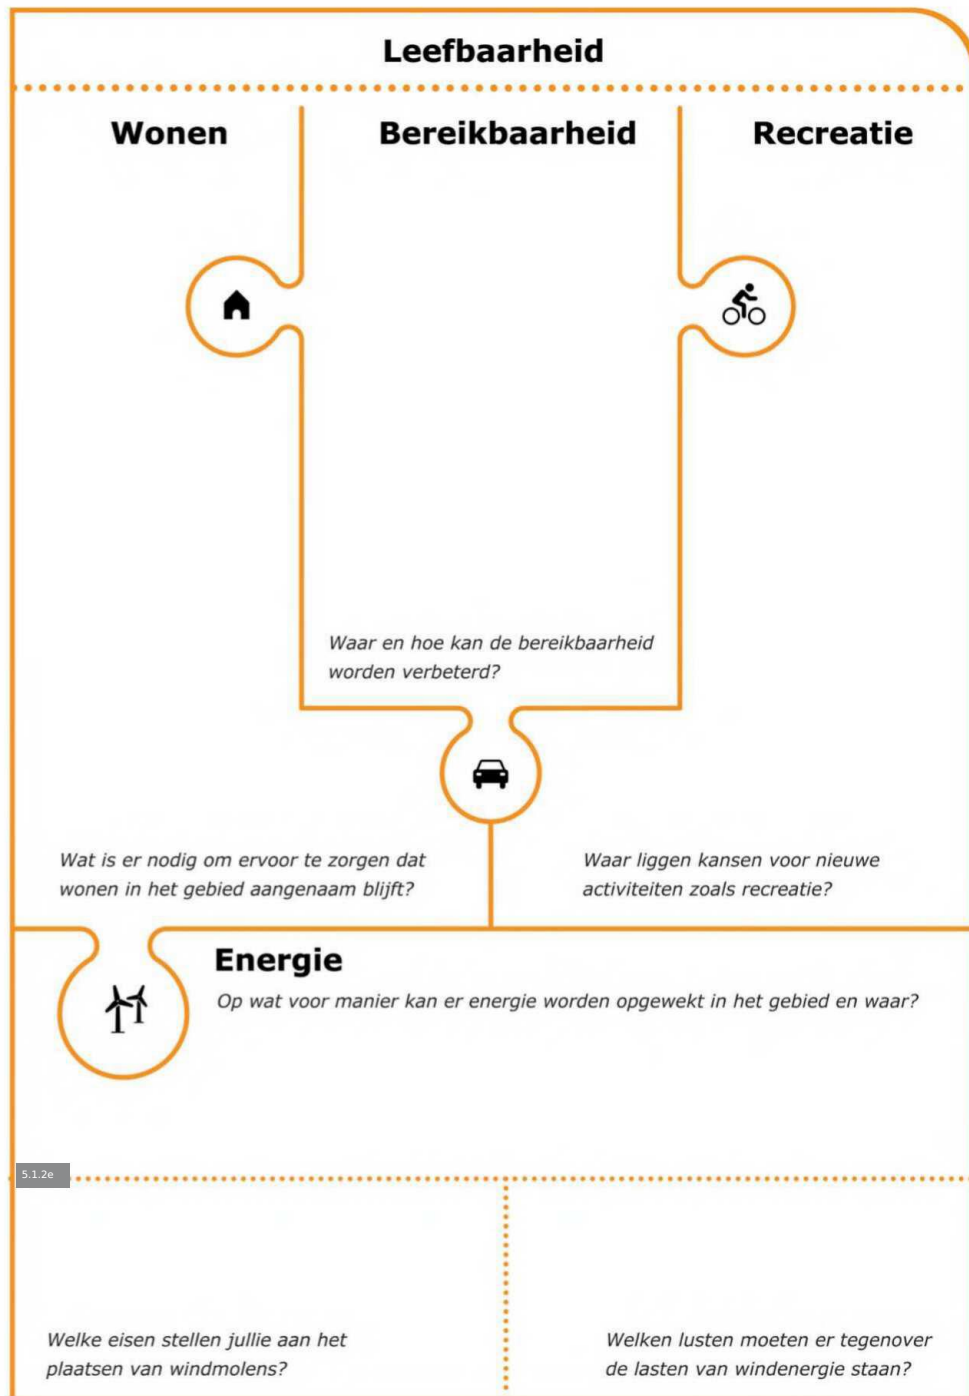 Leefbaarheid
Wonen
Bereikbaarheid
Recreatie
Waar en hoe kan de bereikbaarheid
worden verbeterd?
Wat is er nodig om ervoor te zorgen dat
wonen in het gebied aangenaam blijft?
Waar liggen kansen voor nieuwe
activiteiten zoals recreatie?
Energie
Op wat voor manier kan er energie worden opgewekt in het gebied en waar?
5.1.2e
Welke eisen stellen jullie aan het
plaatsen van windmolens?
Welken lusten moeten er tegenover
de lasten van windenergie staan?